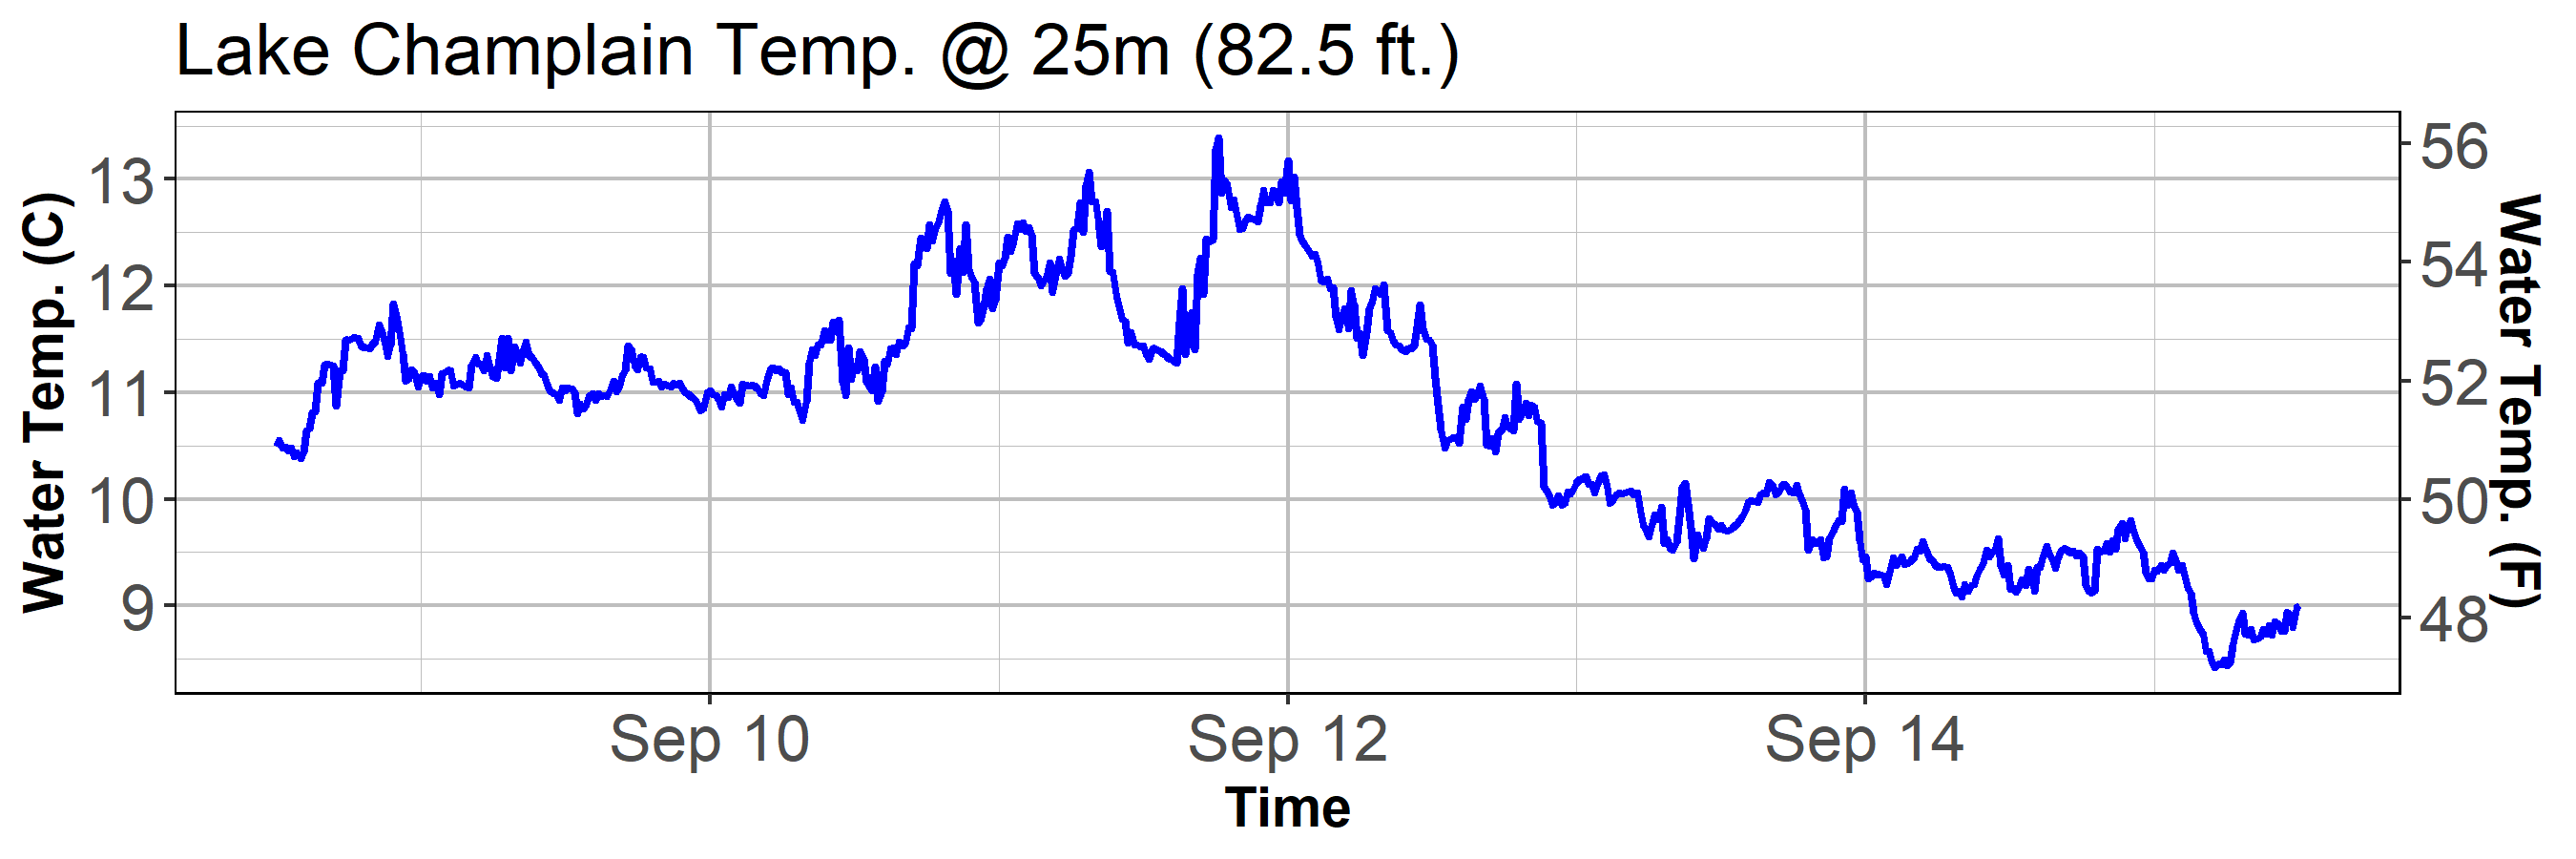 Lake Champlain Temp. @ 25m (82.5 ft.)
Water Temp. (C)
13
12
11
10
9
56
54
52
50
48
Water Temp. (F)
Sep 10
Sep 12
Sep 14
Time